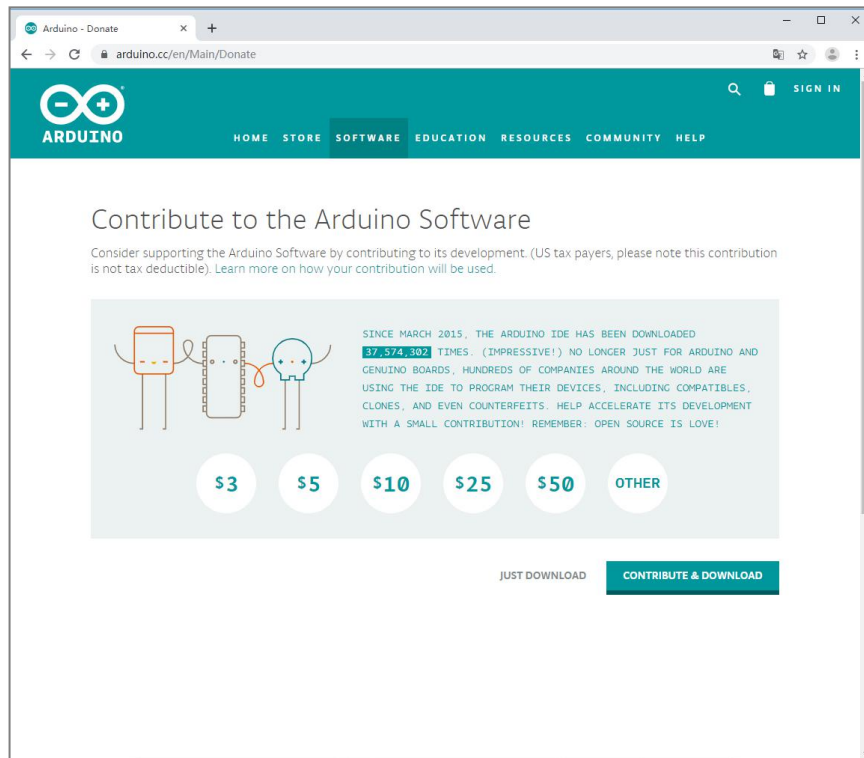 Arduino - Donate
arduino.cc/en/Main/Donate
SIGN IN
ARDUINO
HOME STORE SOFTWARE EDUCATION RESOURCES COMMUNITY HELP
Contribute to the Arduino Software
Consider supporting the Arduino Software by contributing to its development. (US tax payers, please note this contribution
is not tax deductible). Learn more on how your contribution will be used.
SINCE MARCH 2015, THE ARDUINO IDE HAS BEEN DOWNLOADED
37,574,302 TIMES. (IMPRESSIVE!) NO LONGER JUST FOR ARDUINO AND
GENUINO BOARDS, HUNDREDS OF COMPANIES AROUND THE WORLD ARE
USING THE IDE TO PROGRAM THEIR DEVICES, INCLUDING COMPATIBLES,
CLONES, AND EVEN COUNTERFEITS. HELP ACCELERATE ITS DEVELOPMENT
WITH A SMALL CONTRIBUTION! REMEMBER: OPEN SOURCE IS LOVE!
$3 $5 $10 $25 $50 OTHER
JUST DOWNLOAD CONTRIBUTE & DOWNLOAD